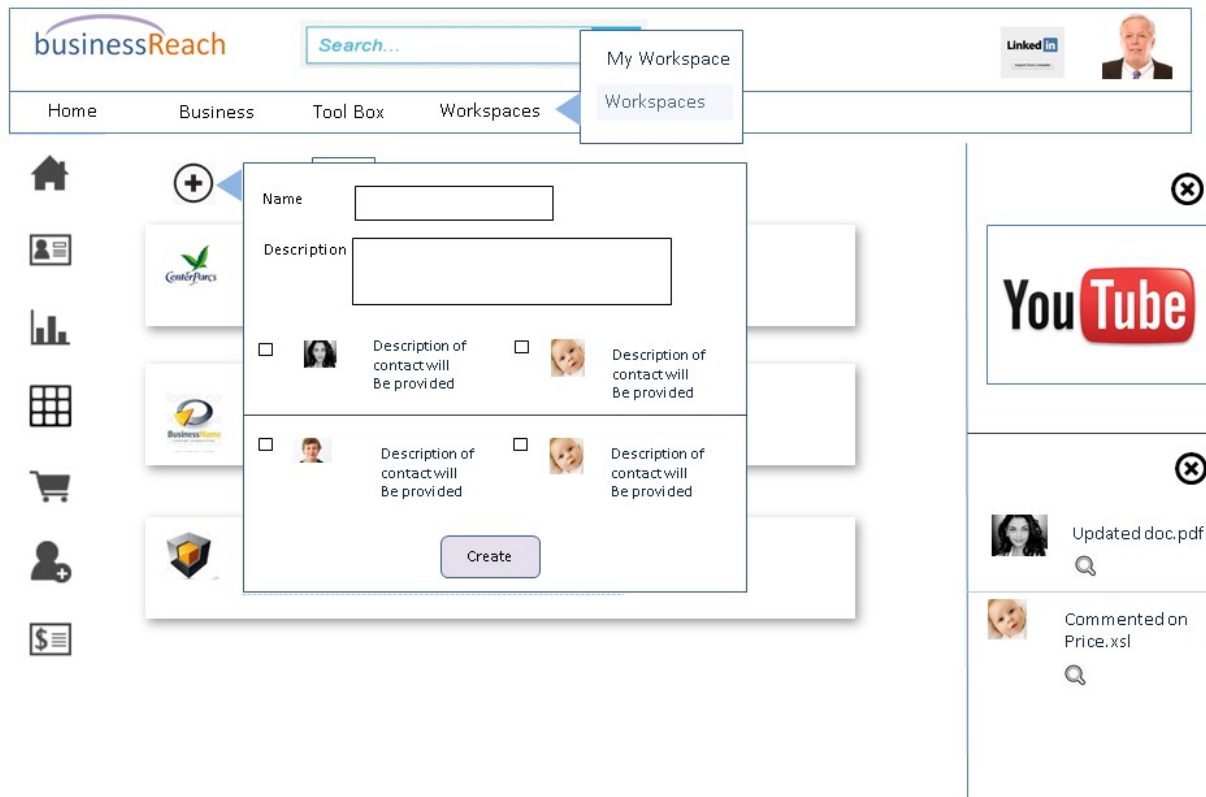 businessReach
Search...
Linked in
My Workspace
Workspaces
Home
Business
Tool Box
Workspaces
Name
Description
CenterParcs
Description of
contact will
Be provided
Description of
contact will
Be provided
BusinessName
Description of
contact will
Be provided
Description of
contact will
Be provided
Create
YouTube
Updated doc.pdf
Commented on
Price.xsl